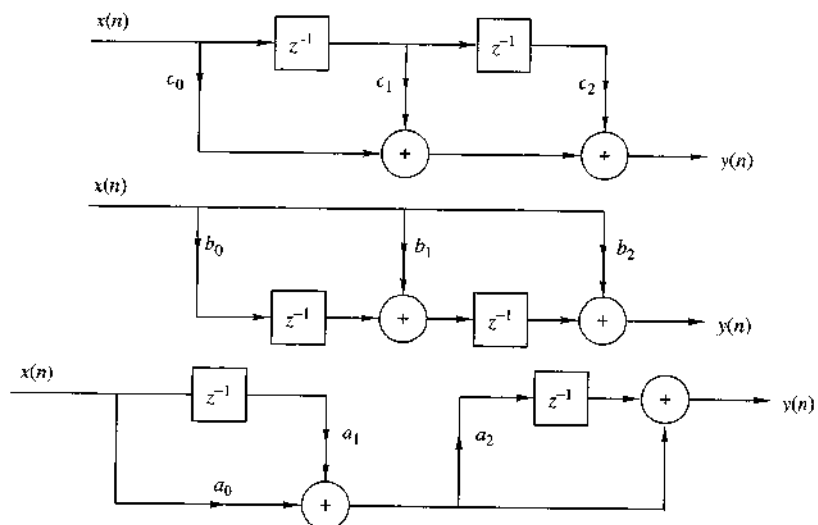 x(n)
z⁻¹
z⁻¹
c₀
c₁
c₂
+
+
y(n)
x(n)
b₀
b₁
b₂
z⁻¹
+
z⁻¹
+
y(n)
x(n)
z⁻¹
z⁻¹
+
y(n)
a₁
a₂
a₀
+